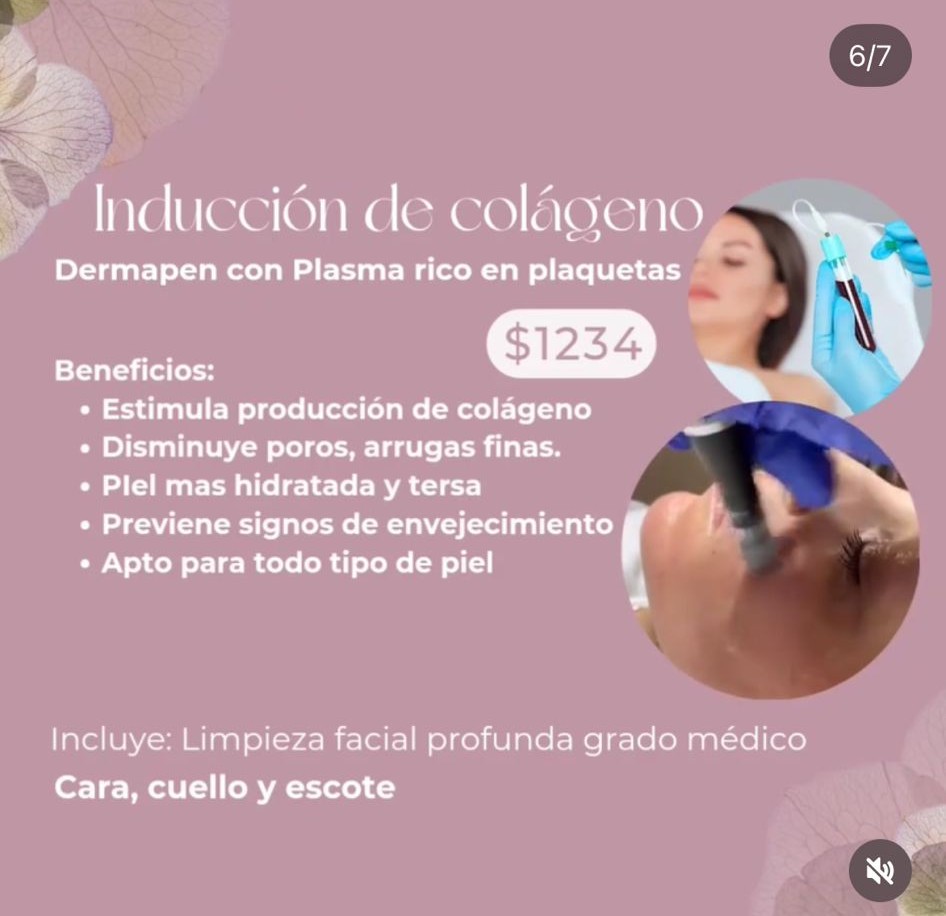 6/7
Inducción de colágeno
Dermapen con Plasma rico en plaquetas
$1234
Beneficios:
• Estimula producción de colágeno
• Disminuye poros, arrugas finas.
• PIel mas hidratada y tersa
• Previene signos de envejecimiento
• Apto para todo tipo de piel
Incluye: Limpieza facial profunda grado médico
Cara, cuello y escote